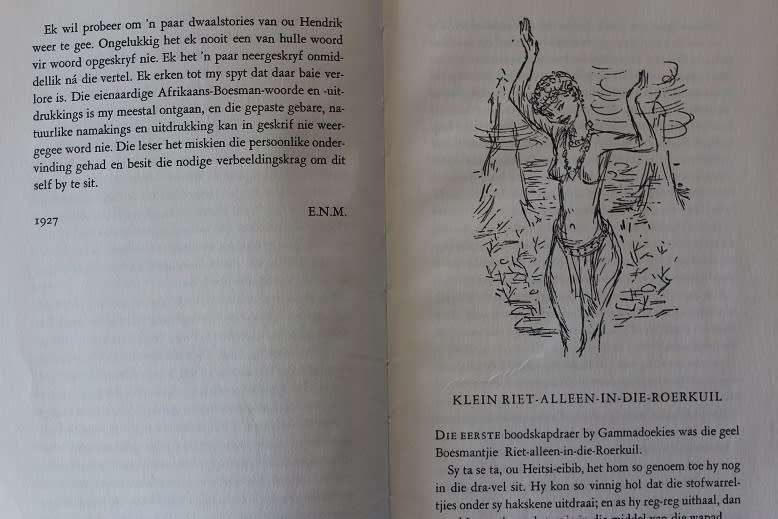 Ek wil probeer om 'n paar dwaalstories van ou Hendrik
weer te gee. Ongelukkig het ek nooit een van hulle woord
vir woord opgeskryf nie. Ek het 'n paar neergeskryf onmid-
dellik ná die vertel. Ek erken tot my spyt dat daar baie ver-
lore is. Die eienaardige Afrikaans-Boesman-woorde en -uit-
drukkings is my meestal ontgaan, en die gepaste gebare, na-
tuurlike namakings en uitdrukking kan in geskrif nie weer-
gegee word nie. Die leser het miskien die persoonlike onder-
vinding gehad en besit die nodige verbeeldingskrag om dit
self by te sit.
1927 E.N.M.
KLEIN RIET-ALLEEN-IN-DIE-ROERKUIL
DIE EERSTE boodskapdraer by Gammadoekies was die geel
Boesmantjie Riet-alleen-in-die-Roerkuil.
Sy ta se ta, ou Heitsi-eibib, het hom so genoem toe hy nog
in die dra-vel sit. Hy kon so vinnig hol dat die stofwarrel-
tjies onder sy hakskene uitdraai; en as hy reg-reg uithaal, dan
in die middel van die wapad